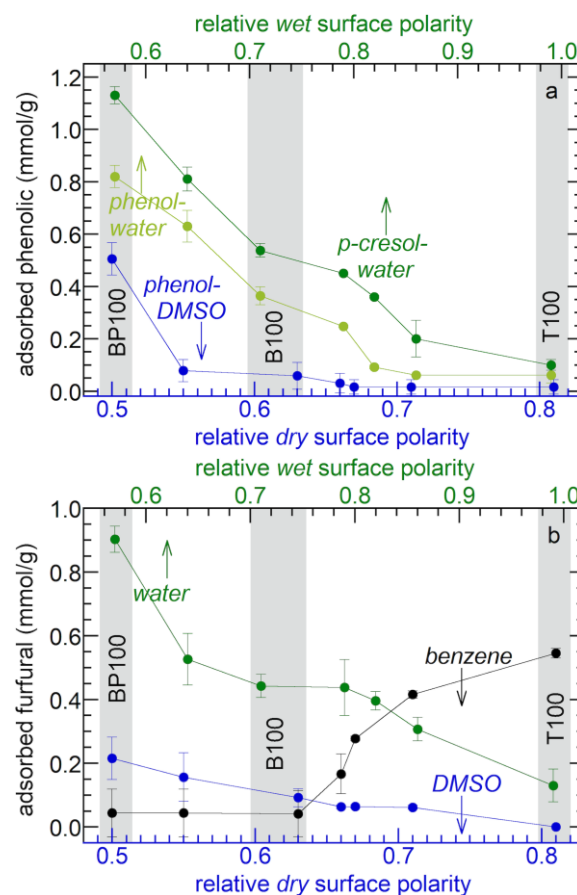 relative wet surface polarity
0.6 0.7 0.8 0.9 1.0
a
1.2
1.0
0.8
0.6
0.4
0.2
0.0
adsorbed phenolic (mmol/g)
phenol-
water
p-cresol-
water
phenol-
DMSO
BP100
B100
T100
0.5 0.6 0.7 0.8
relative dry surface polarity
relative wet surface polarity
0.6 0.7 0.8 0.9 1.0
b
1.0
0.8
0.6
0.4
0.2
0.0
adsorbed furfural (mmol/g)
water
benzene
BP100
B100
T100
DMSO
0.5 0.6 0.7 0.8
relative dry surface polarity